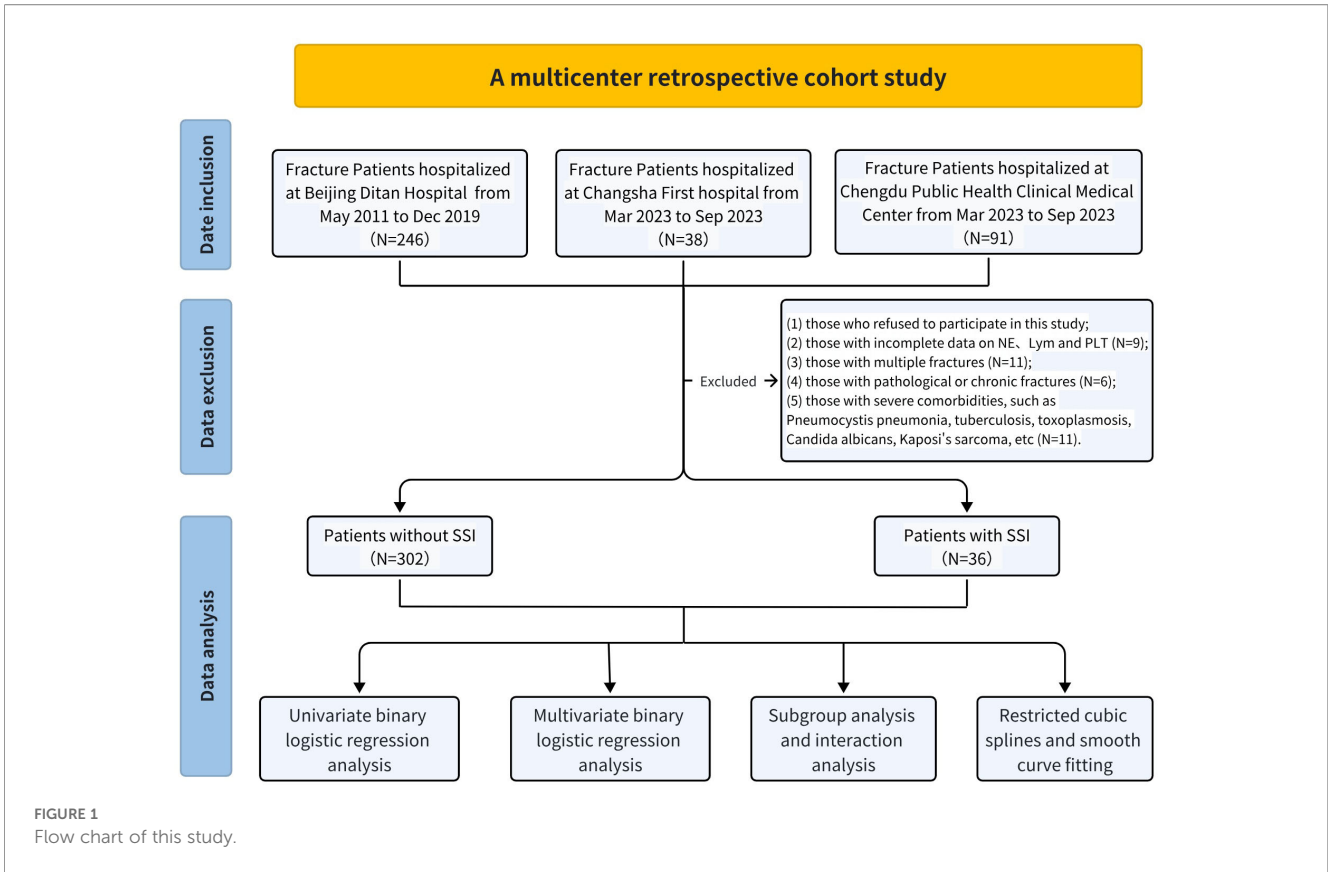 A multicenter retrospective cohort study
Date inclusion
Fracture Patients hospitalized
at Beijing Ditan Hospital from
May 2011 to Dec 2019
（N=246）
Fracture Patients hospitalized
at Changsha First hospital from
Mar 2023 to Sep 2023
（N=38）
Fracture Patients hospitalized at
Chengdu Public Health Clinical Medical
Center from Mar 2023 to Sep 2023
（N=91）
Data exclusion
Excluded
(1) those who refused to participate in this study;
(2) those with incomplete data on NE、Lym and PLT (N=9);
(3) those with multiple fractures (N=11);
(4) those with pathological or chronic fractures (N=6);
(5) those with severe comorbidities, such as
Pneumocystis pneumonia, tuberculosis, toxoplasmosis,
Candida albicans, Kaposi's sarcoma, etc (N=11).
Data analysis
Patients without SSI
（N=302）
Patients with SSI
（N=36）
Univariate binary
logistic regression
analysis
Multivariate binary
logistic regression
analysis
Subgroup analysis
and interaction
analysis
Restricted cubic
splines and smooth
curve fitting
FIGURE 1
Flow chart of this study.